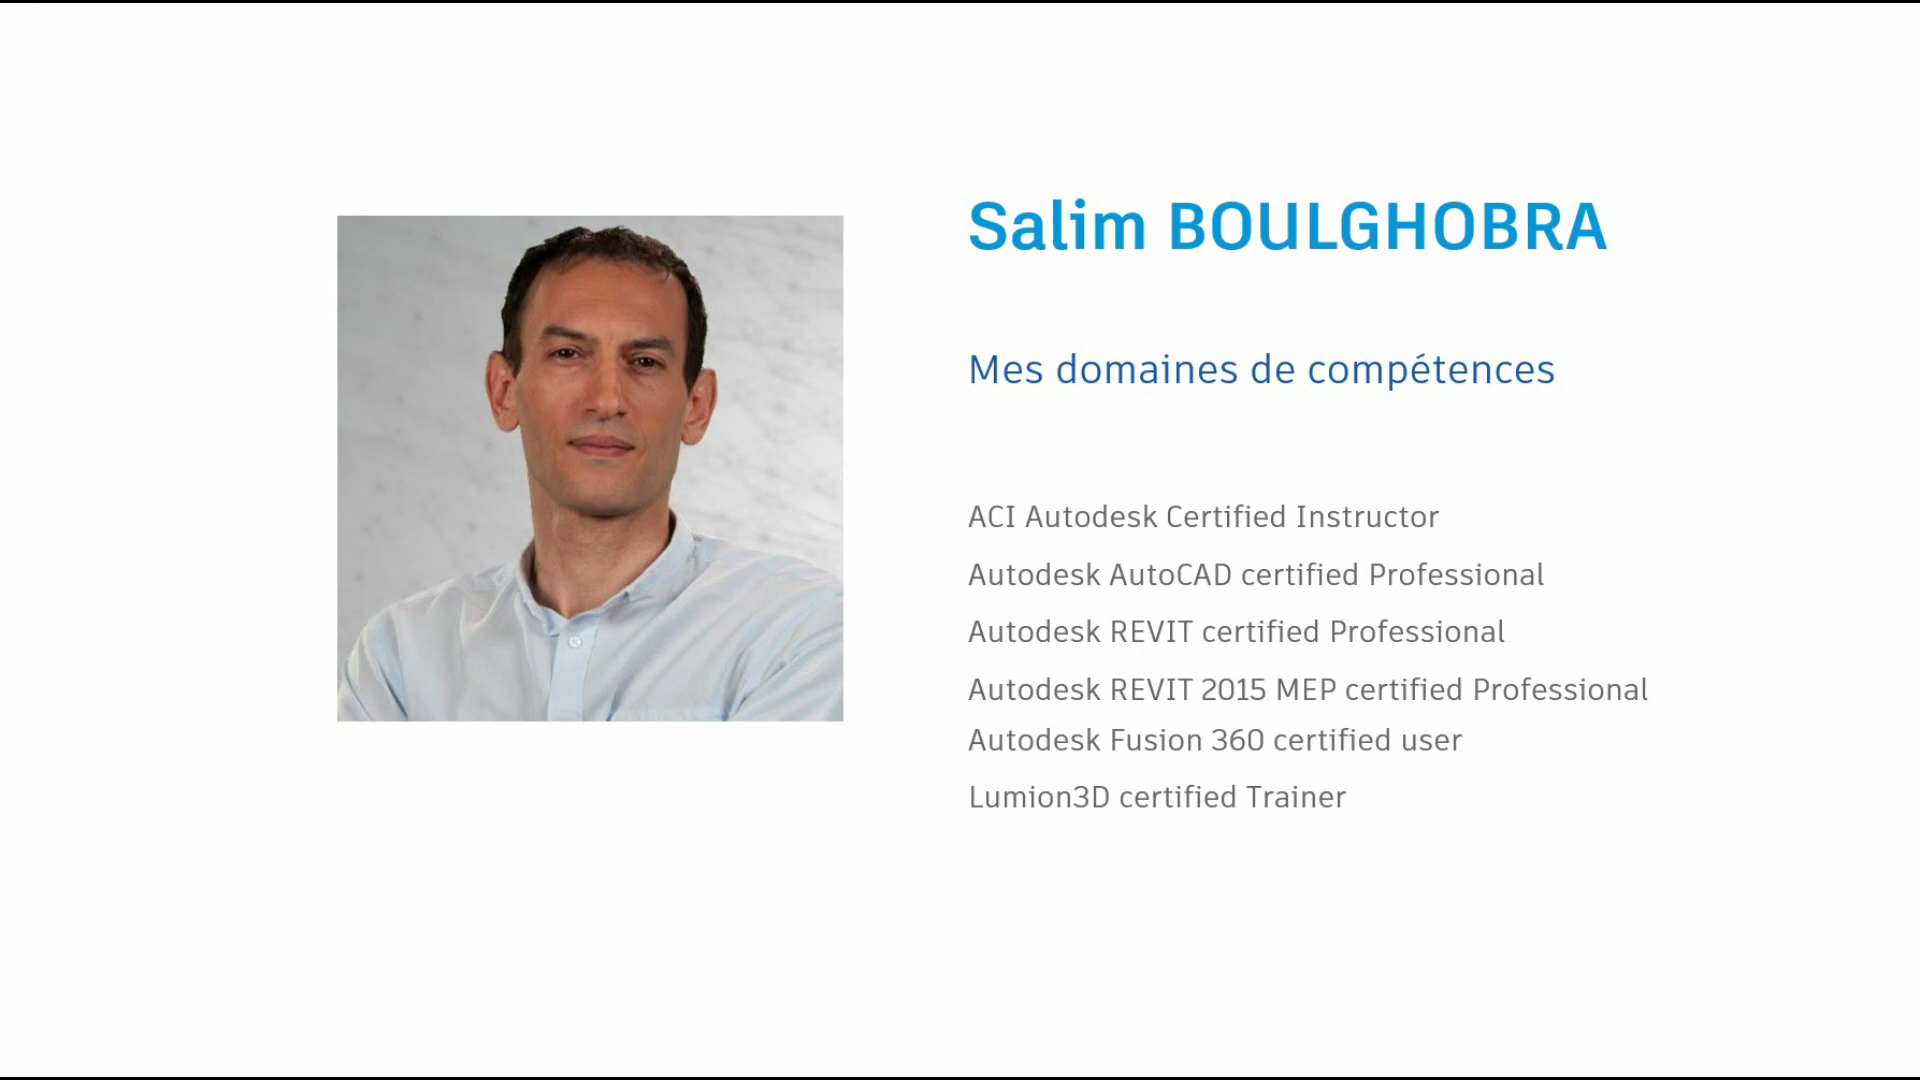 Salim BOULGHOBRA
Mes domaines de compétences
ACI Autodesk Certified Instructor
Autodesk AutoCAD certified Professional
Autodesk REVIT certified Professional
Autodesk REVIT 2015 MEP certified Professional
Autodesk Fusion 360 certified user
Lumion3D certified Trainer